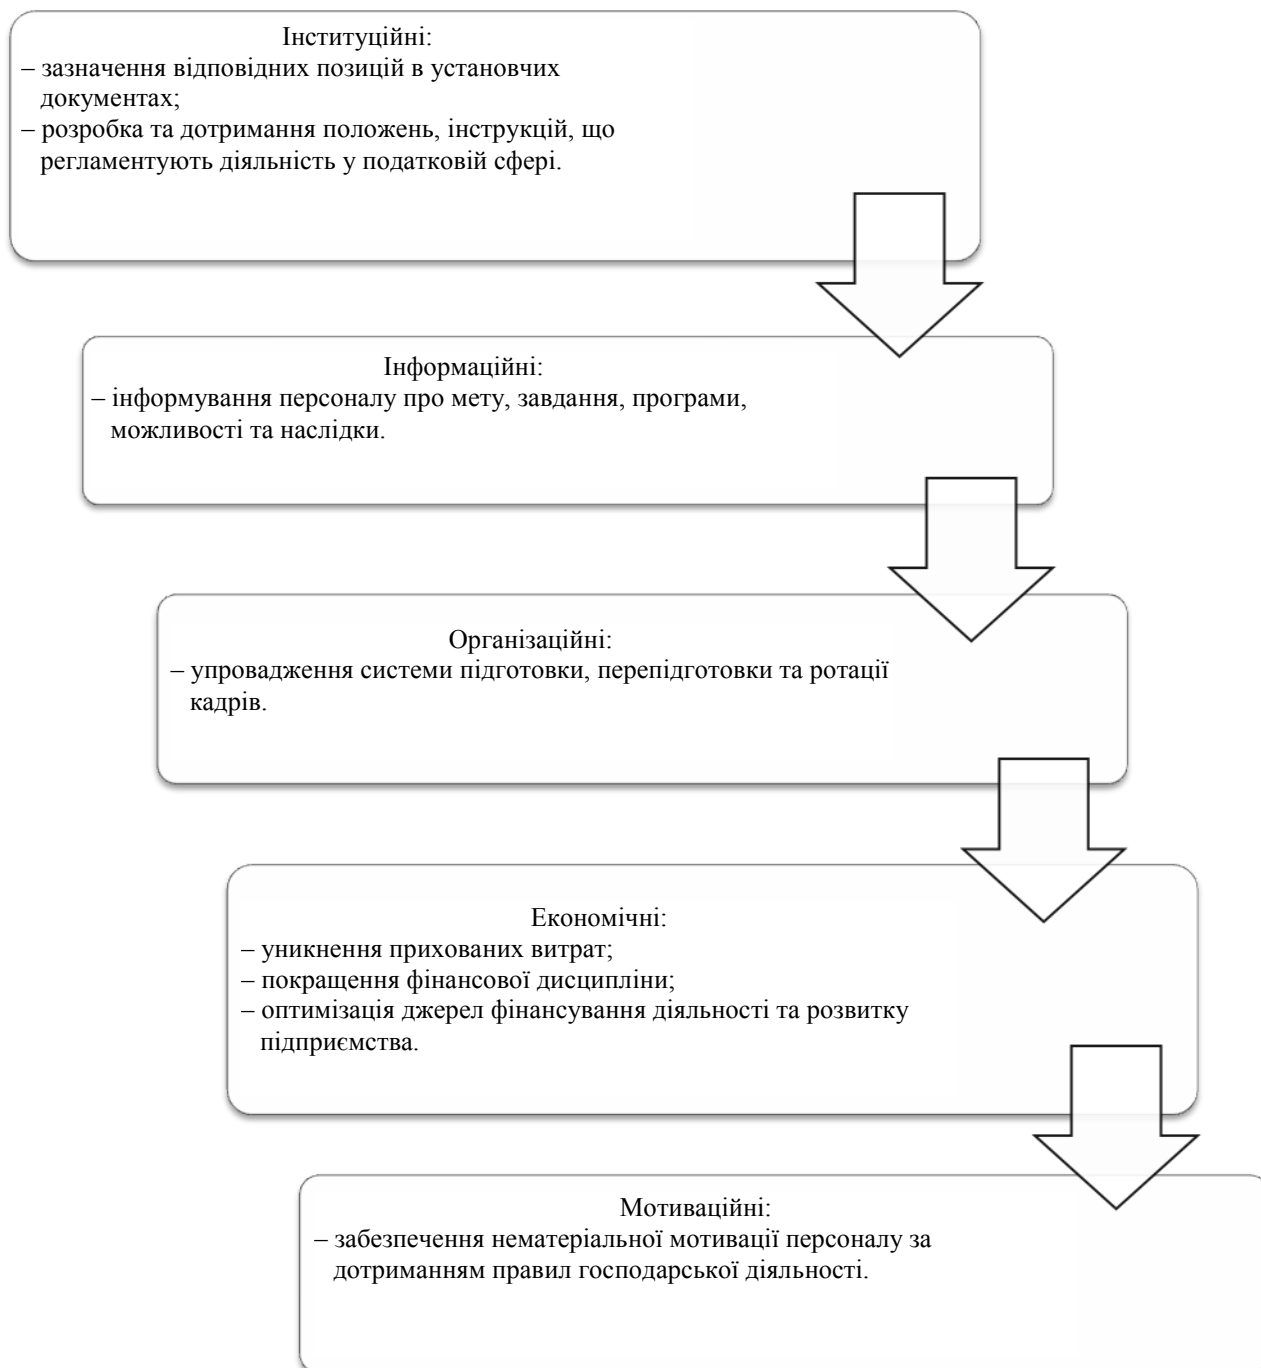 Інституційні:
– зазначення відповідних позицій в установчих
документах;
– розробка та дотримання положень, інструкцій, що
регламентують діяльність у податковій сфері.
Інформаційні:
– інформування персоналу про мету, завдання, програми,
можливості та наслідки.
Організаційні:
– упровадження системи підготовки, перепідготовки та ротації
кадрів.
Економічні:
– уникнення прихованих витрат;
– покращення фінансової дисципліни;
– оптимізація джерел фінансування діяльності та розвитку
підприємства.
Мотиваційні:
– забезпечення нематеріальної мотивації персоналу за
дотриманням правил господарської діяльності.